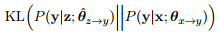 KL(P(y|z; θ̂_{z→y}) || P(y|x; θ_{x→y}))